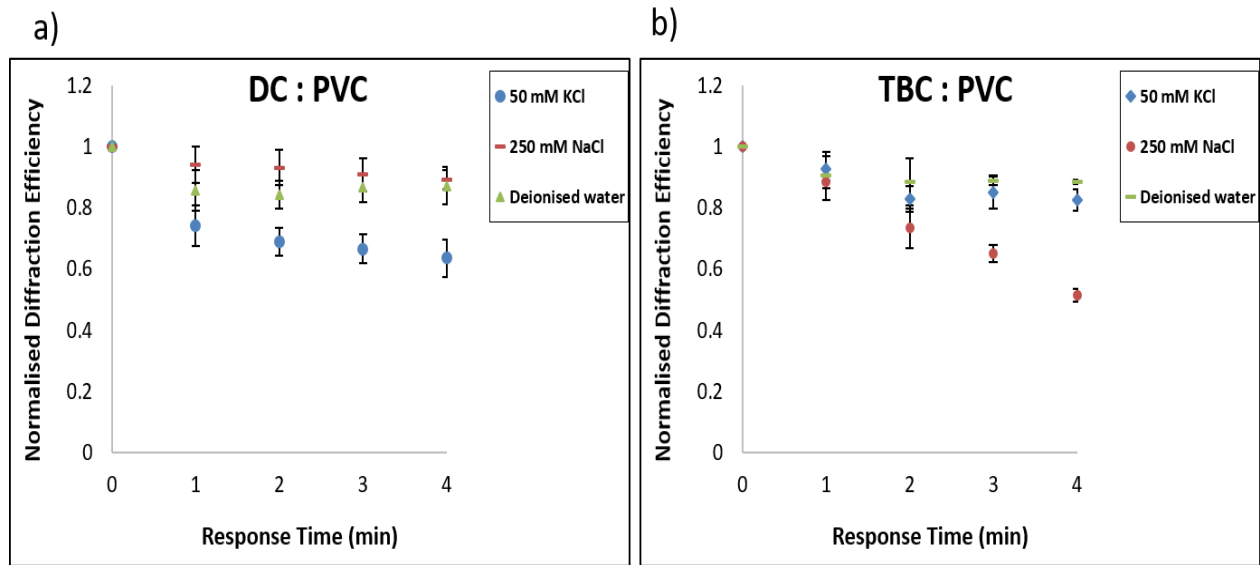 a)
DC : PVC
Normalised Diffraction Efficiency
1.2
1
0.8
0.6
0.4
0.2
0
0 1 2 3 4
Response Time (min)
50 mM KCl
250 mM NaCl
Deionised water
b)
TBC : PVC
Normalised Diffraction Efficiency
1.2
1
0.8
0.6
0.4
0.2
0
0 1 2 3 4
Response Time (min)
50 mM KCl
250 mM NaCl
Deionised water